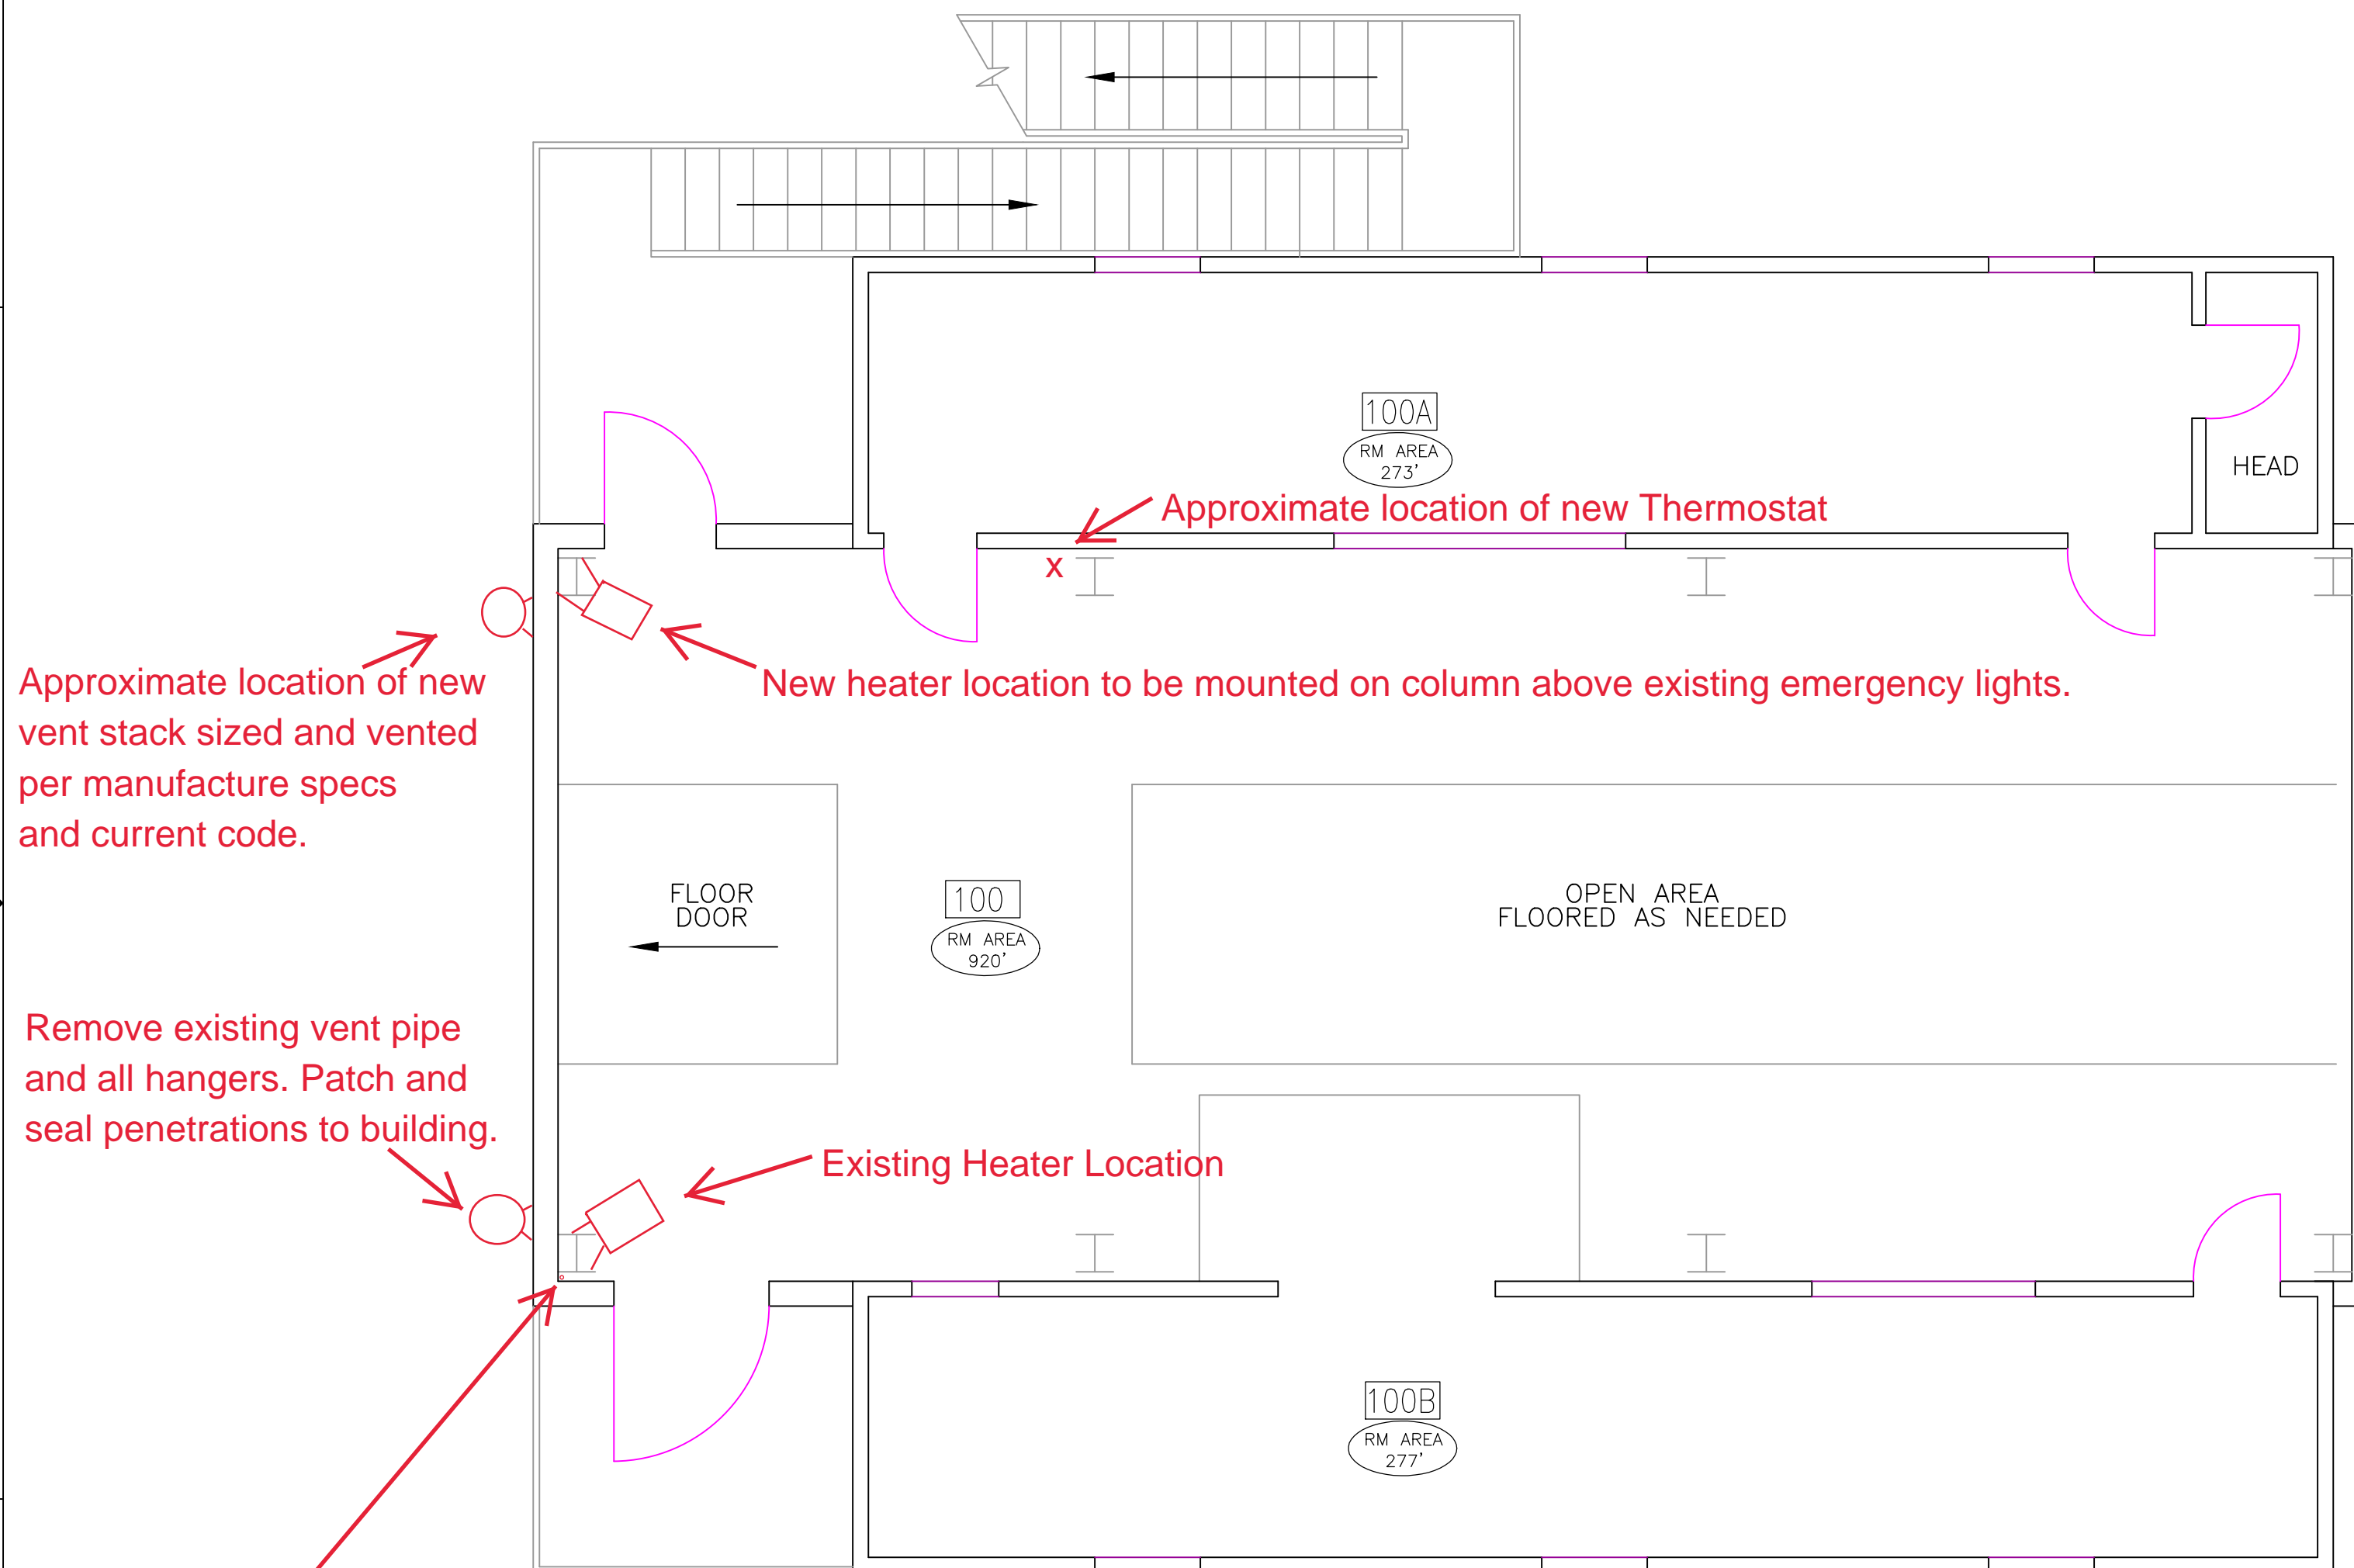 100A
RM AREA
273'
HEAD
Approximate location of new Thermostat
x
Approximate location of new
vent stack sized and vented
per manufacture specs
and current code.
New heater location to be mounted on column above existing emergency lights.
FLOOR
DOOR
100
RM AREA
920'
OPEN AREA
FLOORED AS NEEDED
Remove existing vent pipe
and all hangers. Patch and
seal penetrations to building.
Existing Heater Location
100B
RM AREA
277'